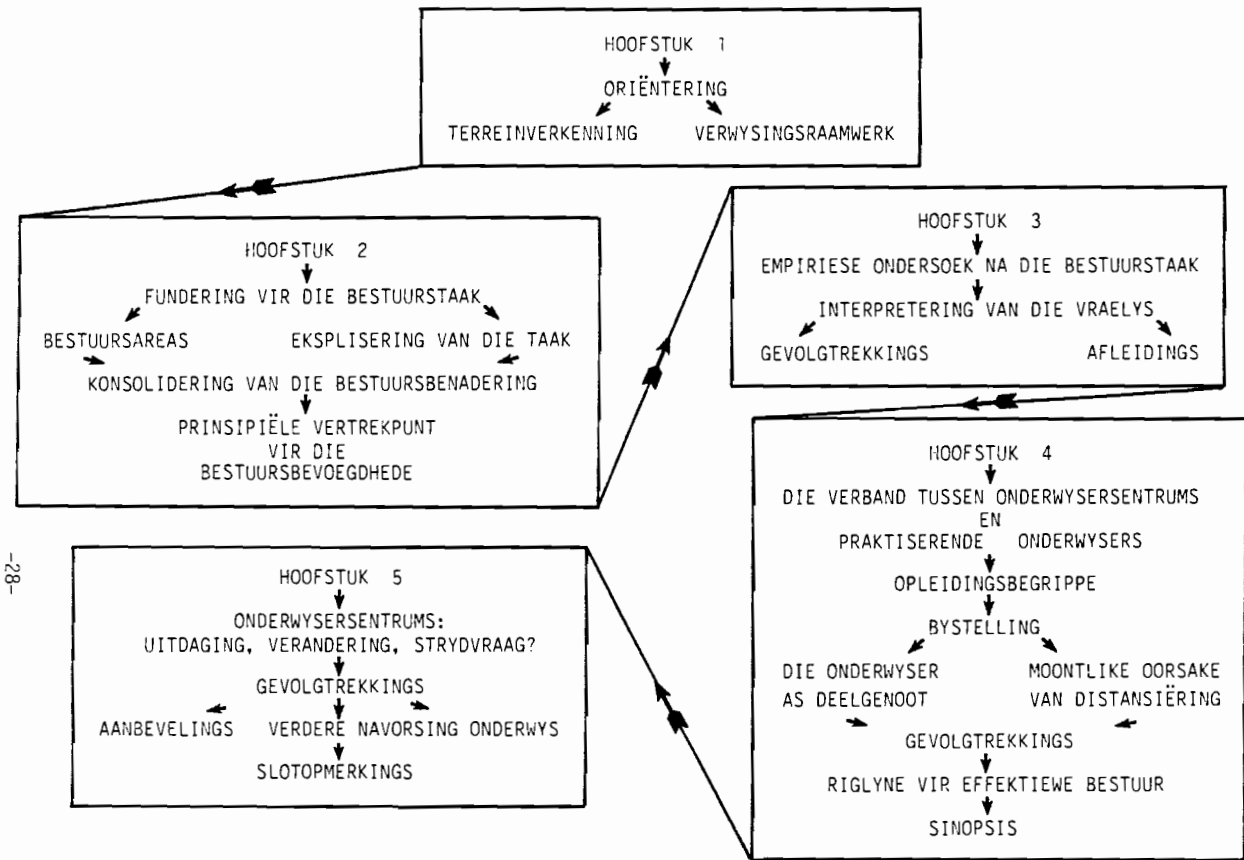 HOOFSTUK 1
ORIËNTERING
TERREINVERKENNING VERWYSINGSRAAMWERK
HOOFSTUK 2
FUNDERING VIR DIE BESTUURSTAAK
BESTUURSAREAS EKSPLISERING VAN DIE TAAK
KONSOLIDERING VAN DIE BESTUURSBENADERING
PRINSIPIËLE VERTREKPUNT
VIR DIE
BESTUURSBEVOEGDHEDE
HOOFSTUK 3
EMPIRIESE ONDERSOEK NA DIE BESTUURSTAAK
INTERPRETERING VAN DIE VRAELYS
GEVOLGTREKKINGS AFLEIDINGS
HOOFSTUK 4
DIE VERBAND TUSSEN ONDERWYSERSENTRUMS
EN
PRAKTISERENDE ONDERWYSERS
OPLEIDINGSBEGRIPPE
BYSTELLING
DIE ONDERWYSER MOONTLIKE OORSAKE
AS DEELGENOOT VAN DISTANSIËRING
GEVOLGTREKKINGS
RIGLYNE VIR EFFEKTIEWE BESTUUR
SINOPSIS
HOOFSTUK 5
ONDERWYSERSENTRUMS:
UITDAGING, VERANDERING, STRYDVRAAG?
GEVOLGTREKKINGS
AANBEVELINGS VERDERE NAVORSING ONDERWYS
SLOTOPMERKINGS
-28-